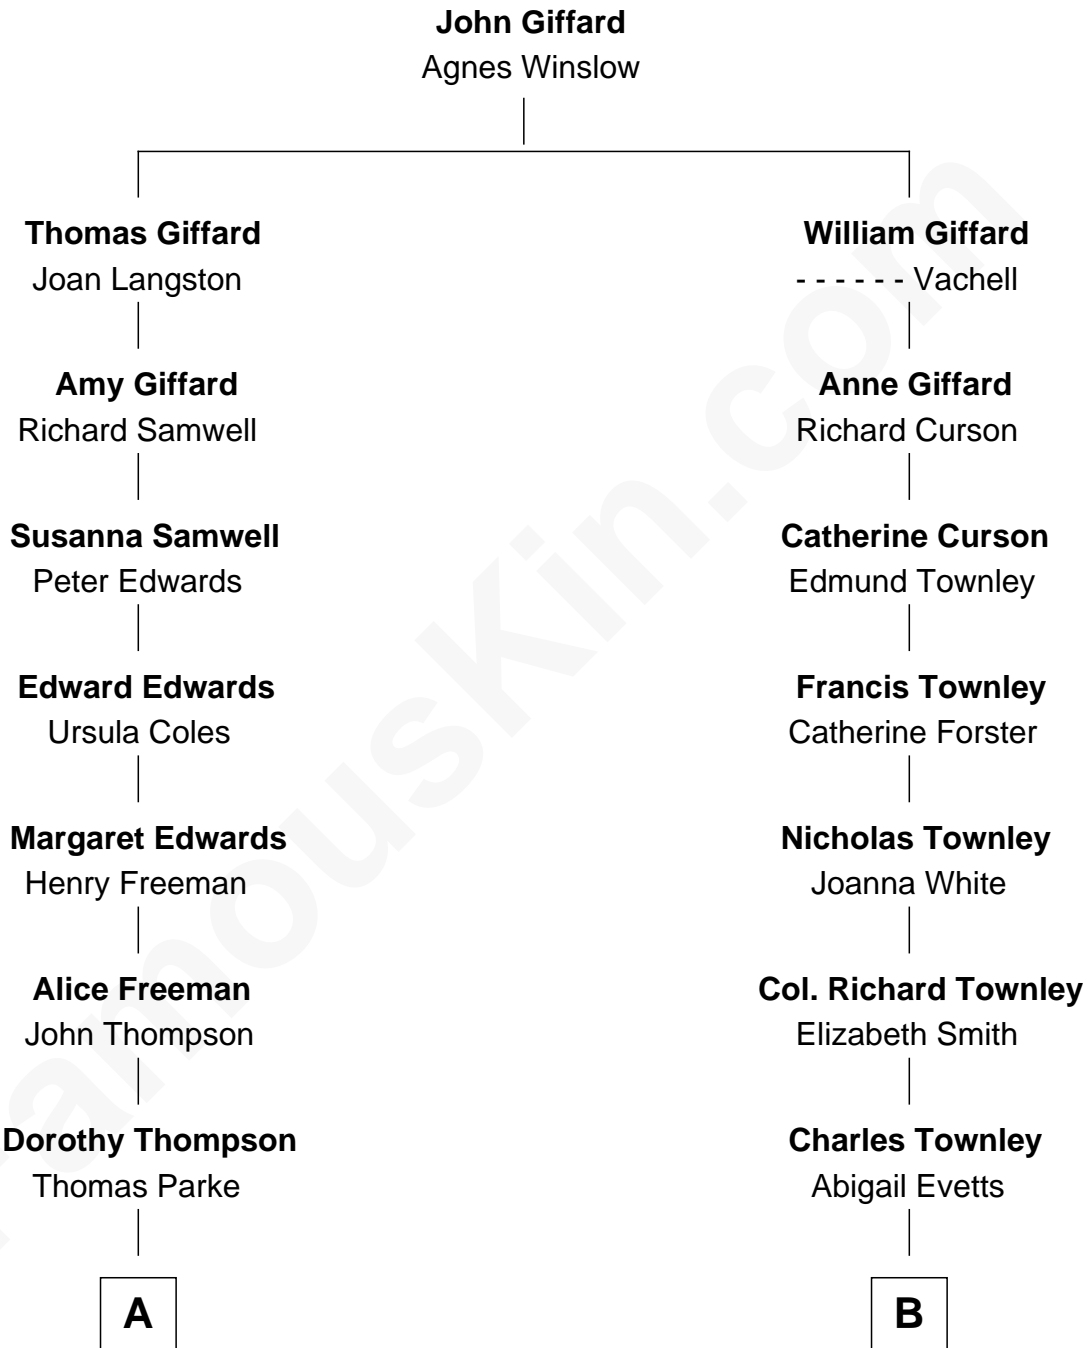 John Giffard
Agnes Winslow
Thomas Giffard
Joan Langston
William Giffard
- - - - - - Vachell
Amy Giffard
Richard Samwell
Anne Giffard
Richard Curson
Susanna Samwell
Peter Edwards
Catherine Curson
Edmund Townley
Edward Edwards
Ursula Coles
Francis Townley
Catherine Forster
Margaret Edwards
Henry Freeman
Nicholas Townley
Joanna White
Alice Freeman
John Thompson
Col. Richard Townley
Elizabeth Smith
Dorothy Thompson
Thomas Parke
Charles Townley
Abigail Evetts
A
B
FamousKin.com